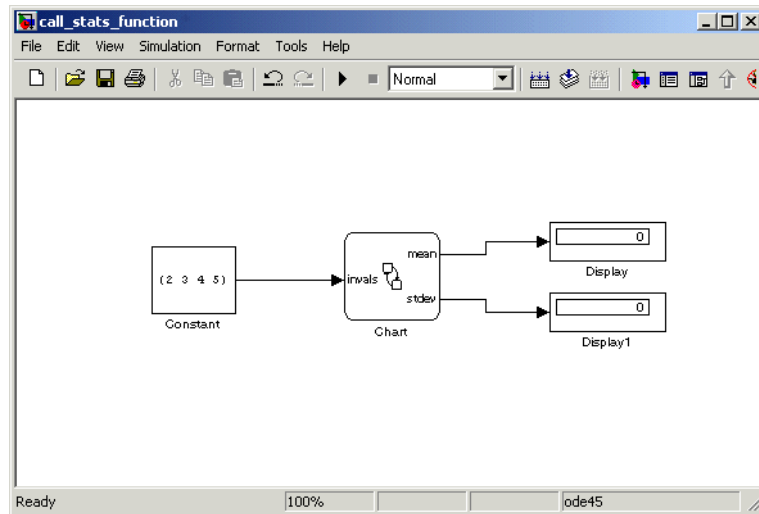 call_stats_function
File Edit View Simulation Format Tools Help
Normal
(2 3 4 5)
Constant
invals
mean
stdev
Chart
0
Display
0
Display1
Ready 100% ode45